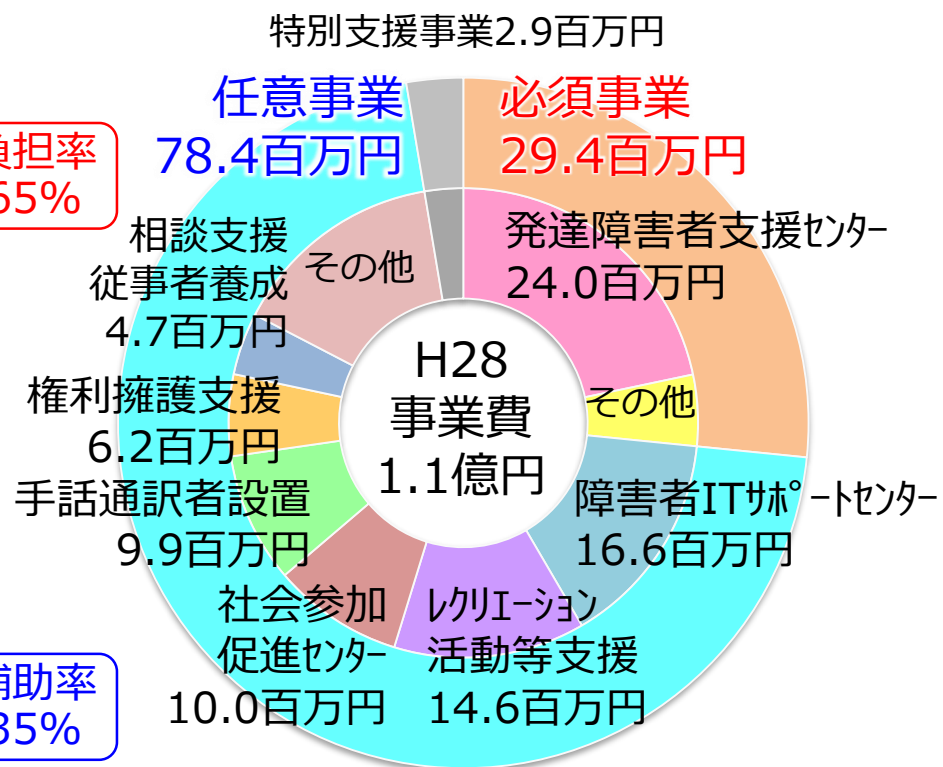 特別支援事業2.9百万円
任意事業
78.4百万円
必須事業
29.4百万円
負担率
65%
発達障害者支援ｾﾝﾀｰ
24.0百万円
相談支援
従事者養成
4.7百万円
その他
H28
事業費
1.1億円
その他
権利擁護支援
6.2百万円
手話通訳者設置
9.9百万円
障害者ITｻﾎﾟｰﾄｾﾝﾀｰ
16.6百万円
社会参加
促進ｾﾝﾀｰ
10.0百万円
ﾚｸﾘｴｰｼｮﾝ
活動等支援
14.6百万円
補助率
35%